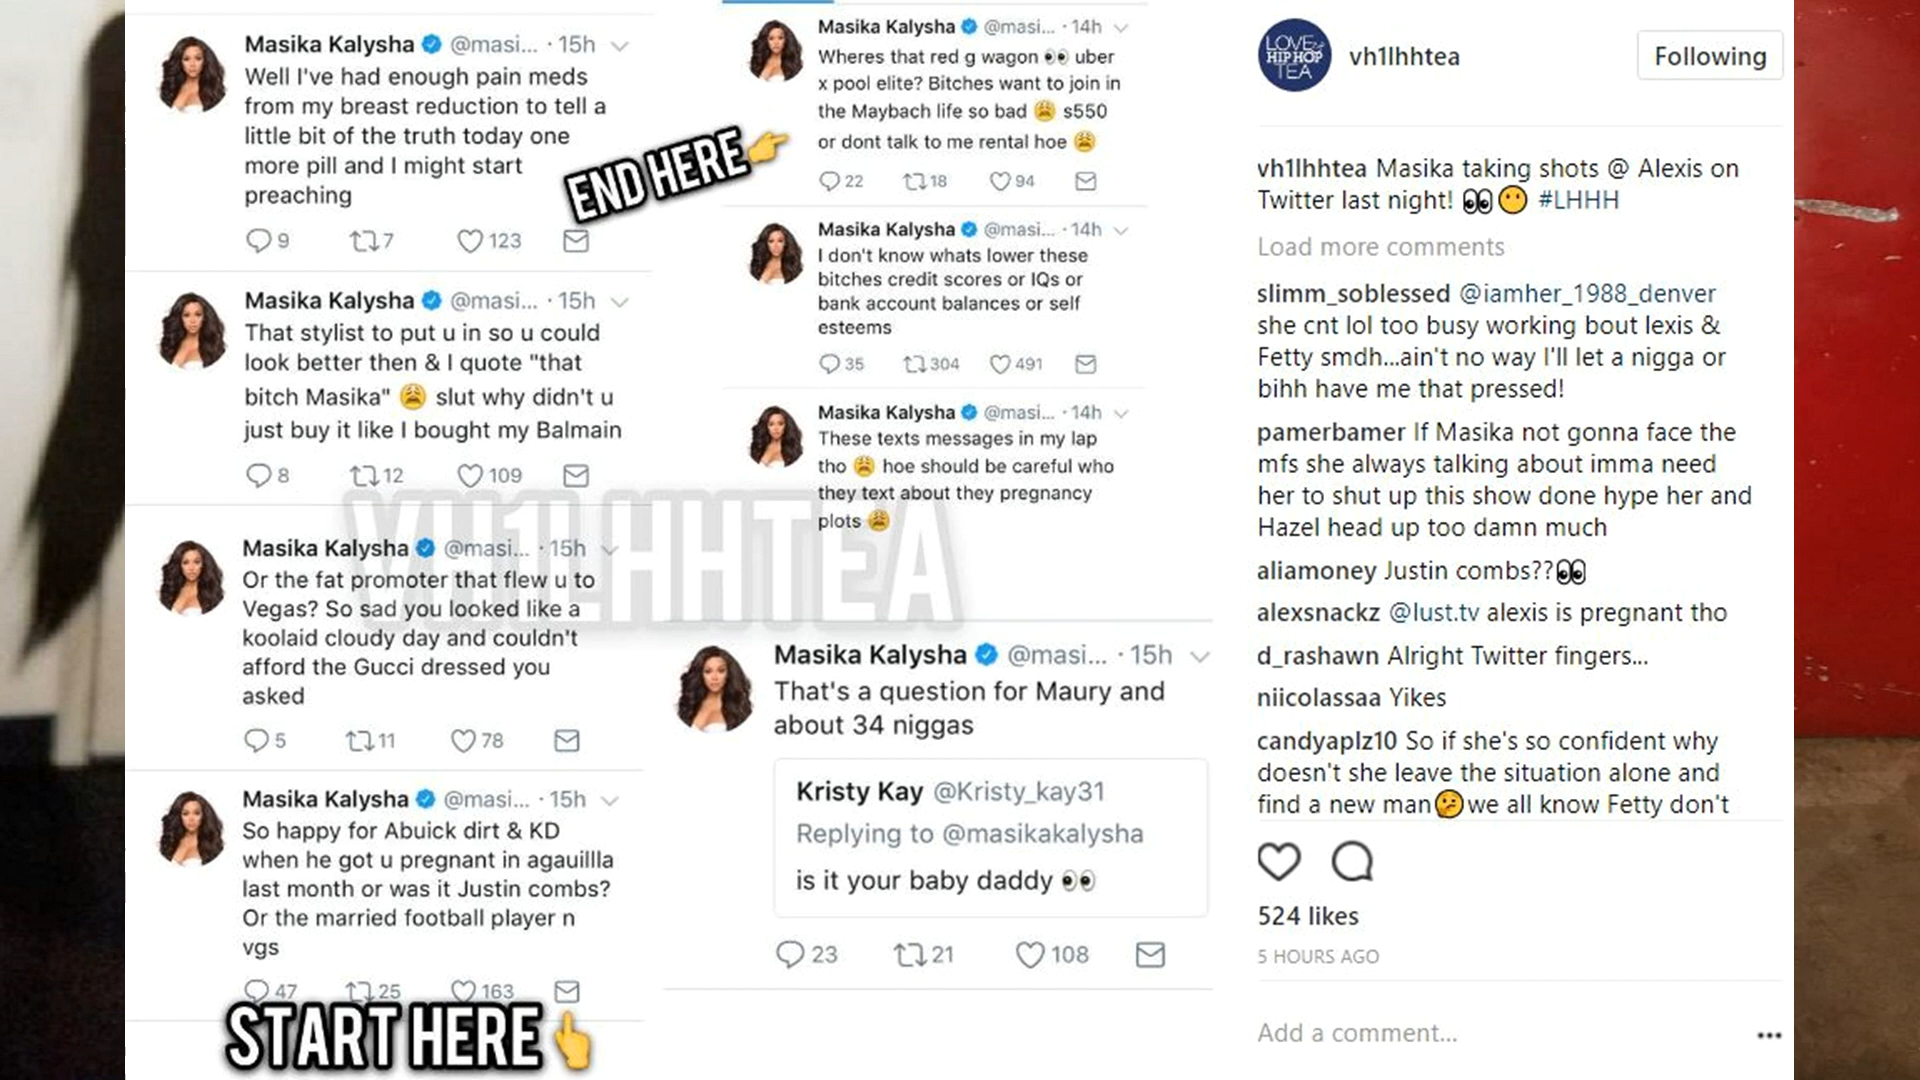 Masika Kalysha @masi... · 15h
Well I've had enough pain meds
from my breast reduction to tell a
little bit of the truth today one
more pill and I might start
preaching
9 7 123
Masika Kalysha @masi... · 15h
That stylist to put u in so u could
look better then & I quote "that
bitch Masika" 😩 slut why didn't u
just buy it like I bought my Balmain
8 12 109
Masika Kalysha @masi... · 15h
Or the fat promoter that flew u to
Vegas? So sad you looked like a
koolaid cloudy day and couldn't
afford the Gucci dressed you
asked
5 11 78
Masika Kalysha @masi... · 15h
So happy for Abuick dirt & KD
when he got u pregnant in agauillla
last month or was it Justin combs?
Or the married football player n
vgs
47 25 163
START HERE👆
END HERE👉
Masika Kalysha @masi... · 14h
Wheres that red g wagon 👀 uber
x pool elite? Bitches want to join in
the Maybach life so bad 😩 s550
or dont talk to me rental hoe 😩
22 18 94
Masika Kalysha @masi... · 14h
I don't know whats lower these
bitches credit scores or IQs or
bank account balances or self
esteems
35 304 491
Masika Kalysha @masi... · 14h
These texts messages in my lap
tho 😩 hoe should be careful who
they text about they pregnancy
plots 😩
VH1LHHTEA
Masika Kalysha @masi... · 15h
That's a question for Maury and
about 34 niggas
Kristy Kay @Kristy_kay31
Replying to @masikakalysha
is it your baby daddy 👀
23 21 108
LOVE &
HIP HOP
TEA
vh1lhhtea
Following
vh1lhhtea Masika taking shots @ Alexis on
Twitter last night! 👀😶 #LHHH
Load more comments
slimm_soblessed @iamher_1988_denver
she cnt lol too busy working bout lexis &
Fetty smdh...ain't no way I'll let a nigga or
bihh have me that pressed!
pamerbamer If Masika not gonna face the
mfs she always talking about imma need
her to shut up this show done hype her and
Hazel head up too damn much
aliamoney Justin combs??👀
alexsnackz @lust.tv alexis is pregnant tho
d_rashawn Alright Twitter fingers...
niicolassaa Yikes
candyaplz10 So if she's so confident why
doesn't she leave the situation alone and
find a new man🤔we all know Fetty don't
524 likes
5 HOURS AGO
Add a comment...